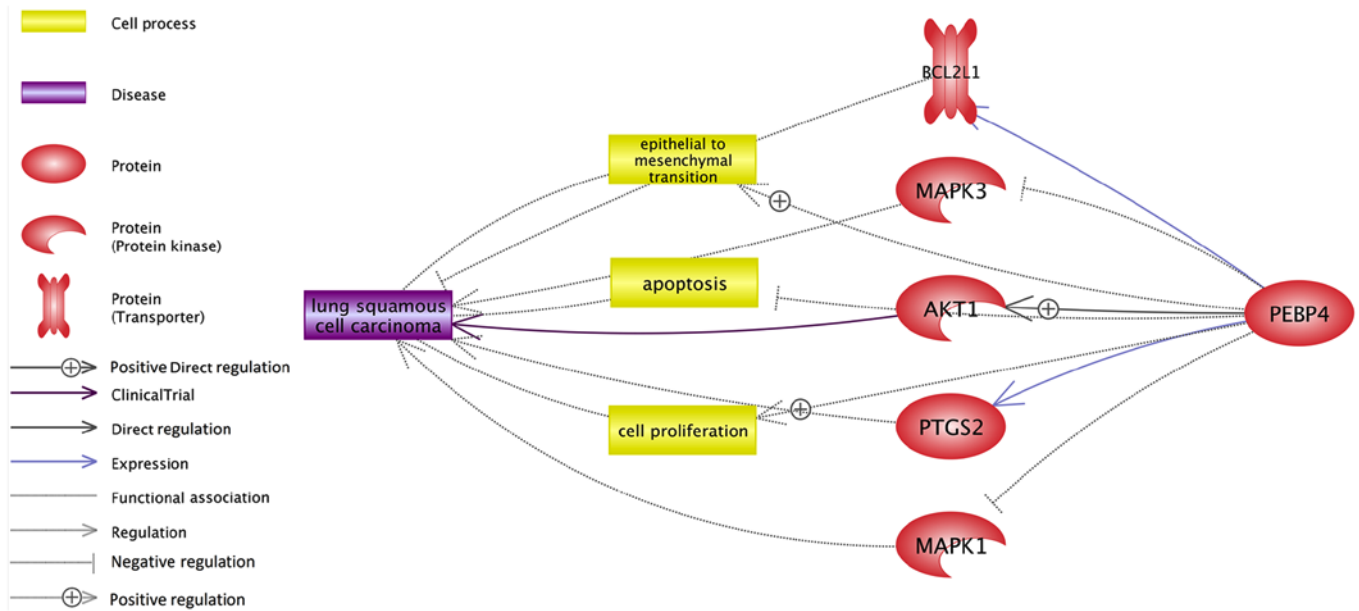 Cell process
Disease
Protein
Protein
(Protein kinase)
Protein
(Transporter)
Positive Direct regulation
ClinicalTrial
Direct regulation
Expression
Functional association
Regulation
Negative regulation
Positive regulation
lung squamous
cell carcinoma
epithelial to
mesenchymal
transition
apoptosis
cell proliferation
BCL2L1
MAPK3
AKT1
PTGS2
MAPK1
PEBP4